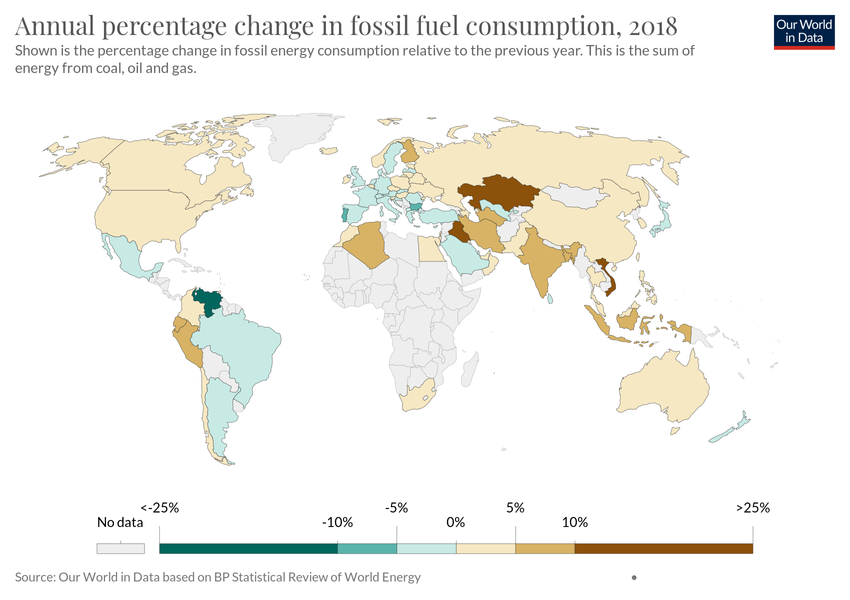 Annual percentage change in fossil fuel consumption, 2018
Our World
in Data
Shown is the percentage change in fossil energy consumption relative to the previous year. This is the sum of
energy from coal, oil and gas.
<-25% -5% 5% >25%
No data -10% 0% 10%
Source: Our World in Data based on BP Statistical Review of World Energy